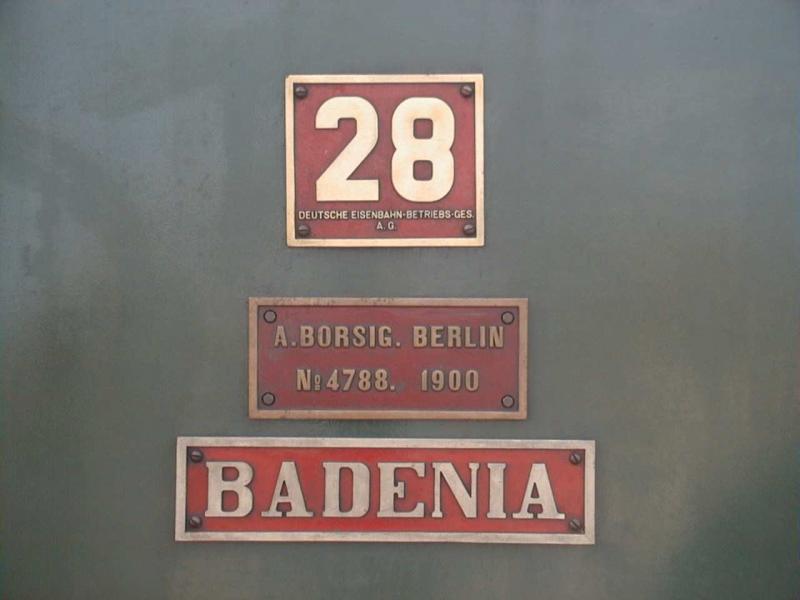 28
DEUTSCHE EISENBAHN-BETRIEBS-GES.
A.G.
A.BORSIG. BERLIN
№ 4788. 1900
BADENIA